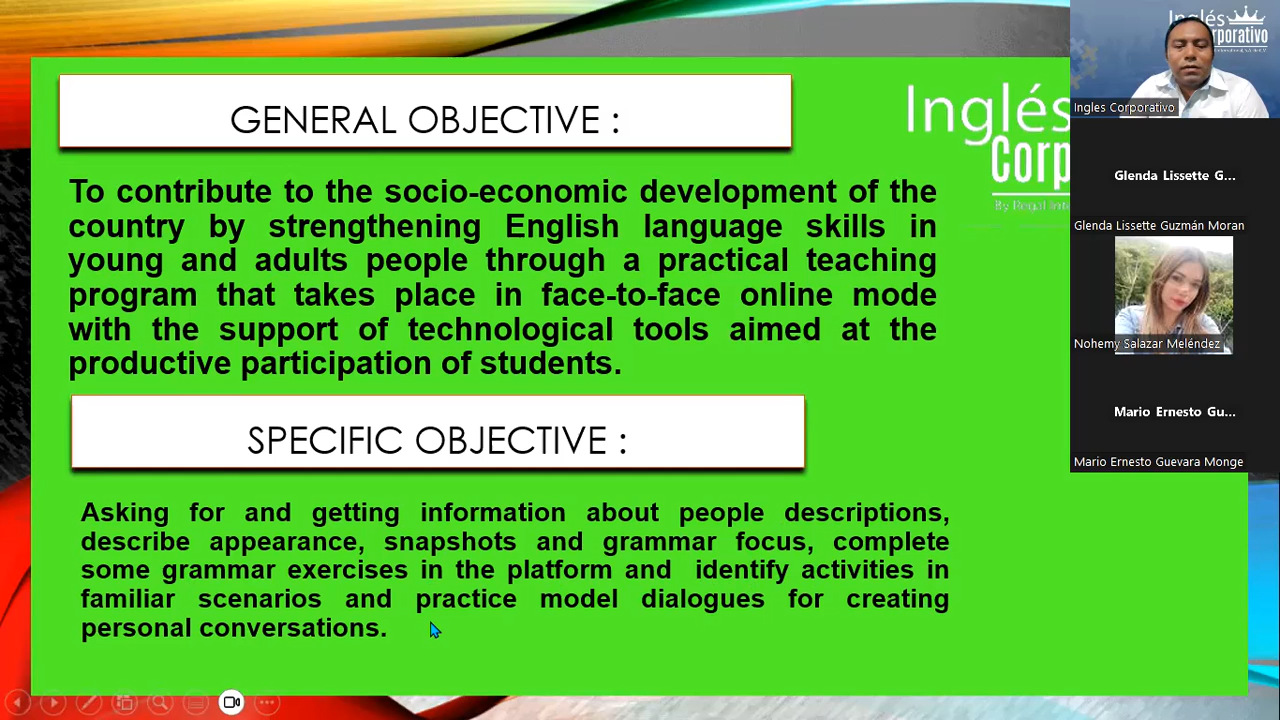 GENERAL OBJECTIVE :
To contribute to the socio-economic development of the
country by strengthening English language skills in
young and adults people through a practical teaching
program that takes place in face-to-face online mode
with the support of technological tools aimed at the
productive participation of students.
SPECIFIC OBJECTIVE :
Asking for and getting information about people descriptions,
describe appearance, snapshots and grammar focus, complete
some grammar exercises in the platform and identify activities in
familiar scenarios and practice model dialogues for creating
personal conversations.
Inglés
Corp
Inglés
Ingles Corporativo
Glenda Lissette G...
Glenda Lissette Guzmán Moran
Nohemy Salazar Meléndez
Mario Ernesto Gu...
Mario Ernesto Guevara Monge